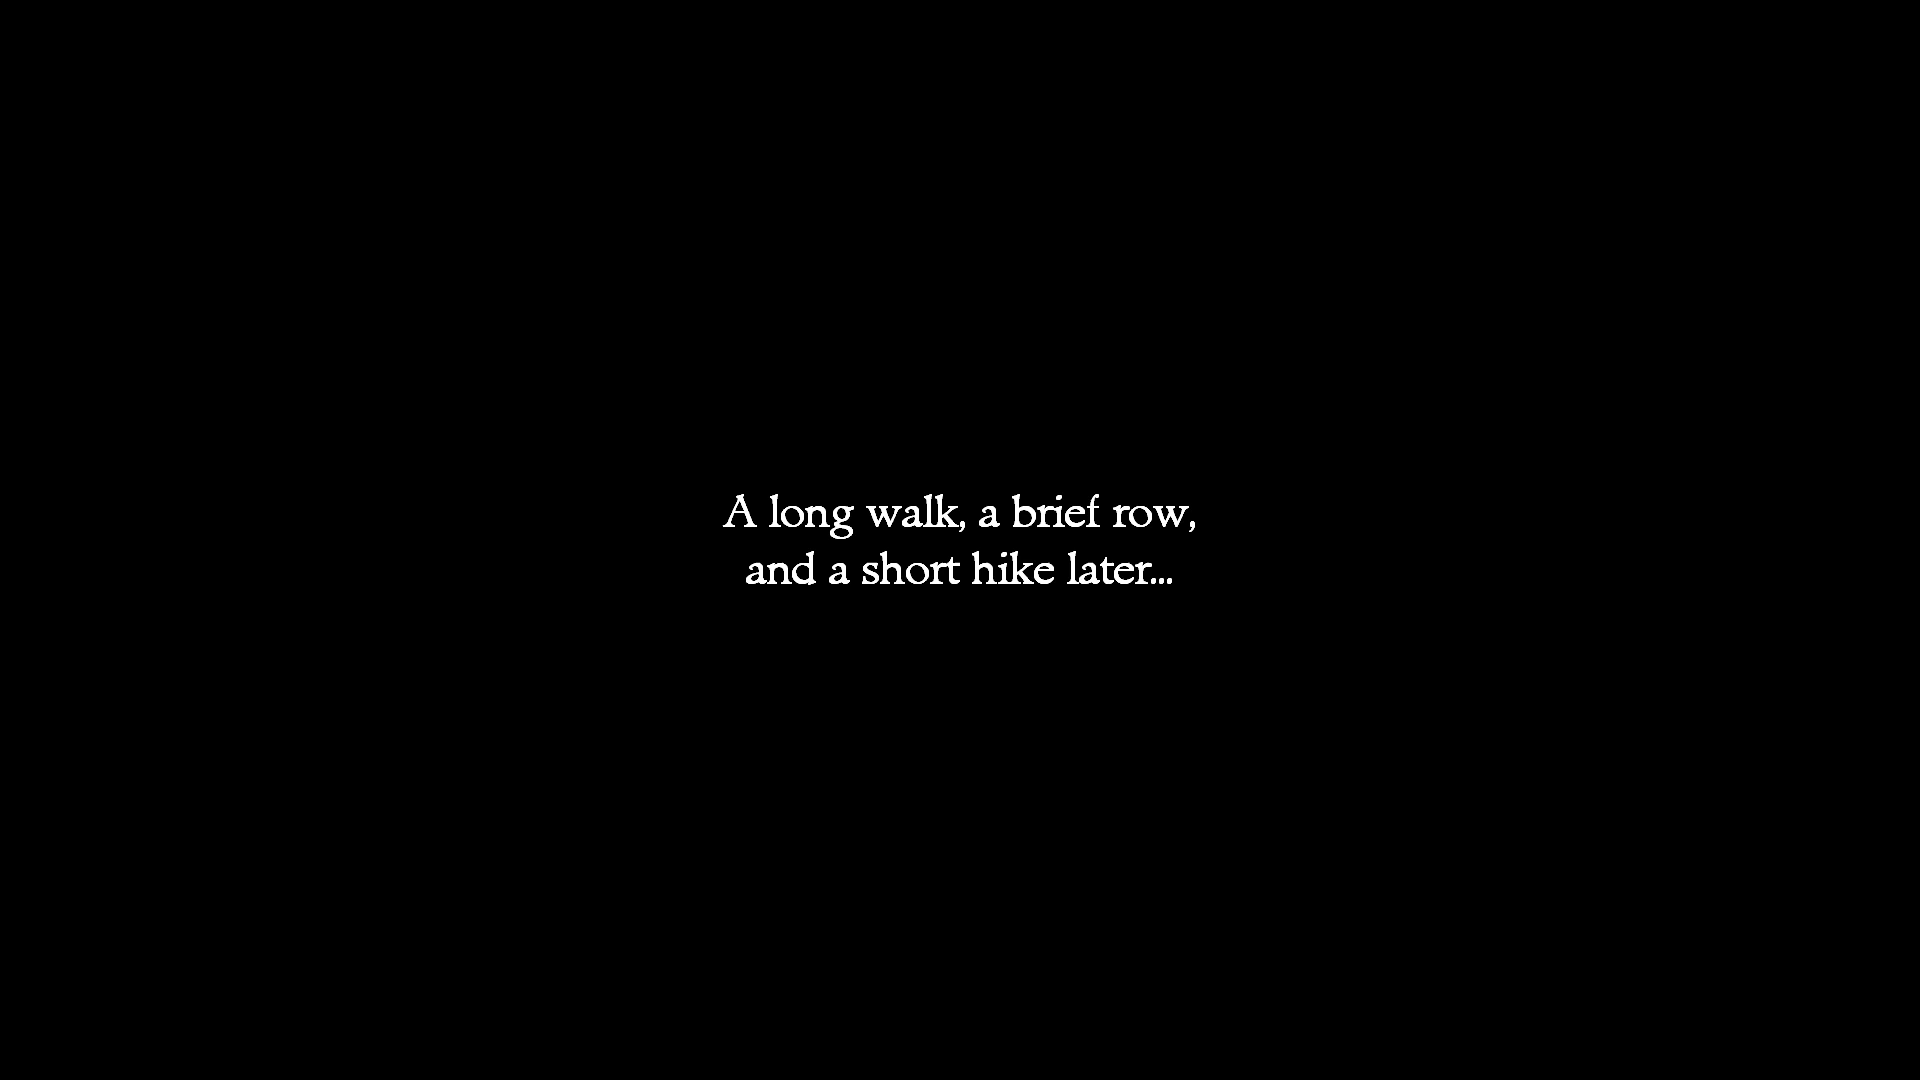 A long walk, a brief row,
and a short hike later...